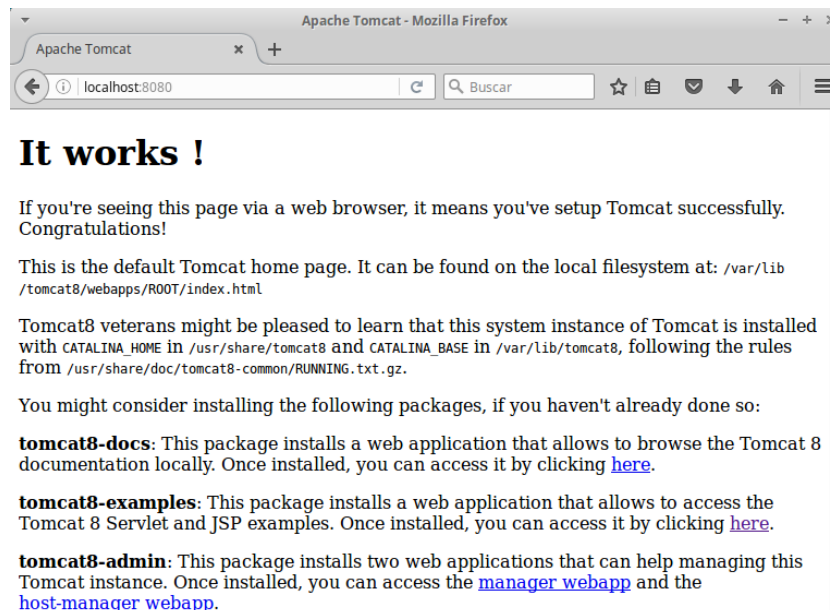 Apache Tomcat - Mozilla Firefox
Apache Tomcat
localhost:8080
Buscar
It works !
If you're seeing this page via a web browser, it means you've setup Tomcat successfully.
Congratulations!
This is the default Tomcat home page. It can be found on the local filesystem at: /var/lib
/tomcat8/webapps/ROOT/index.html
Tomcat8 veterans might be pleased to learn that this system instance of Tomcat is installed
with CATALINA_HOME in /usr/share/tomcat8 and CATALINA_BASE in /var/lib/tomcat8, following the rules
from /usr/share/doc/tomcat8-common/RUNNING.txt.gz.
You might consider installing the following packages, if you haven't already done so:
tomcat8-docs: This package installs a web application that allows to browse the Tomcat 8
documentation locally. Once installed, you can access it by clicking here.
tomcat8-examples: This package installs a web application that allows to access the
Tomcat 8 Servlet and JSP examples. Once installed, you can access it by clicking here.
tomcat8-admin: This package installs two web applications that can help managing this
Tomcat instance. Once installed, you can access the manager webapp and the
host-manager webapp.